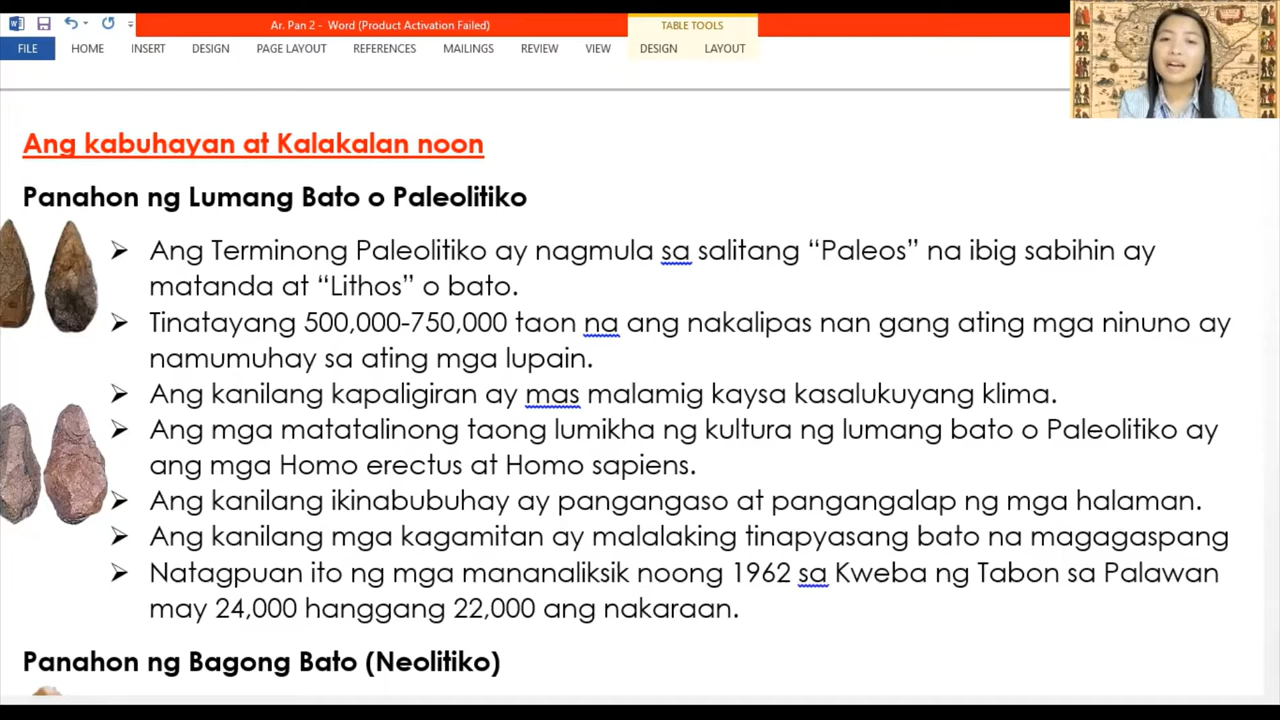 Ar. Pan 2 - Word (Product Activation Failed)
TABLE TOOLS
FILE HOME INSERT DESIGN PAGE LAYOUT REFERENCES MAILINGS REVIEW VIEW DESIGN LAYOUT
Ang kabuhayan at Kalakalan noon
Panahon ng Lumang Bato o Paleolitiko
➢ Ang Terminong Paleolitiko ay nagmula sa salitang “Paleos” na ibig sabihin ay
matanda at “Lithos” o bato.
➢ Tinatayang 500,000-750,000 taon na ang nakalipas nan gang ating mga ninuno ay
namumuhay sa ating mga lupain.
➢ Ang kanilang kapaligiran ay mas malamig kaysa kasalukuyang klima.
➢ Ang mga matatalinong taong lumikha ng kultura ng lumang bato o Paleolitiko ay
ang mga Homo erectus at Homo sapiens.
➢ Ang kanilang ikinabubuhay ay pangangaso at pangangalap ng mga halaman.
➢ Ang kanilang mga kagamitan ay malalaking tinapyasang bato na magagaspang
➢ Natagpuan ito ng mga mananaliksik noong 1962 sa Kweba ng Tabon sa Palawan
may 24,000 hanggang 22,000 ang nakaraan.
Panahon ng Bagong Bato (Neolitiko)